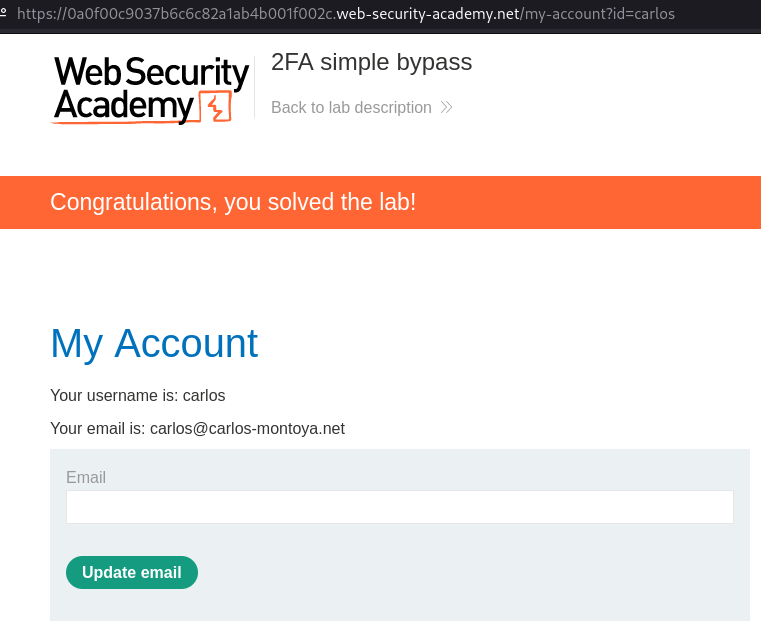 https://0a0f00c9037b6c6c82a1ab4b001f002c.web-security-academy.net/my-account?id=carlos
2FA simple bypass
WebSecurity
Academy
Back to lab description
Congratulations, you solved the lab!
My Account
Your username is: carlos
Your email is: carlos@carlos-montoya.net
Email
Update email